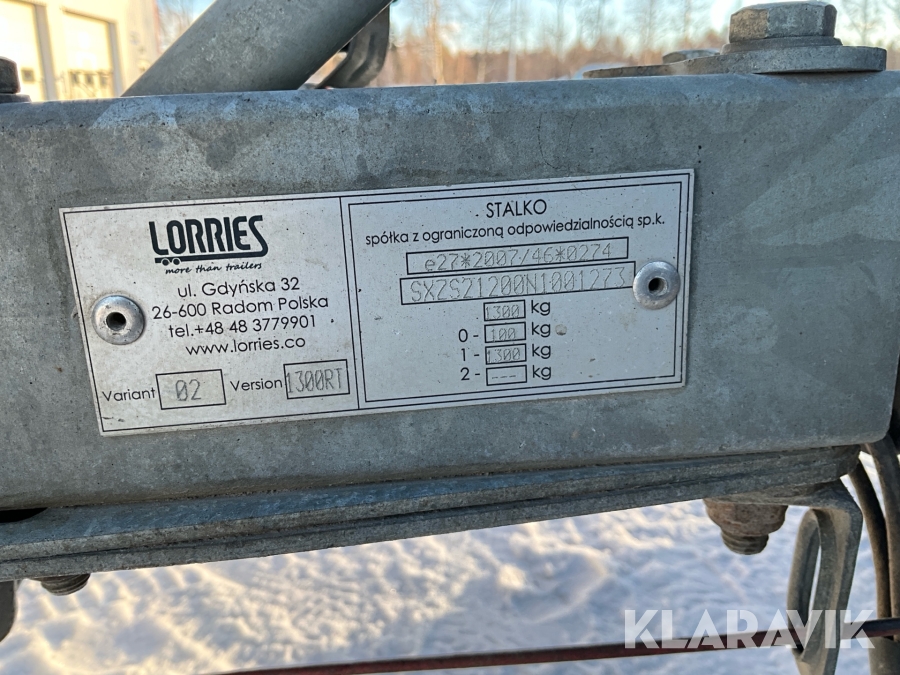 LORRIES
more than trailers
ul. Gdyńska 32
26-600 Radom Polska
tel.+48 48 3779901
www.lorries.co
Variant 02 Version 1300RT
STALKO
spółka z ograniczoną odpowiedzialnością sp.k.
e27*2007/46*0274
SXZS21200N1001273
1300 kg
0- 100 kg
1- 1300 kg
2- --- kg
KLARAVIK